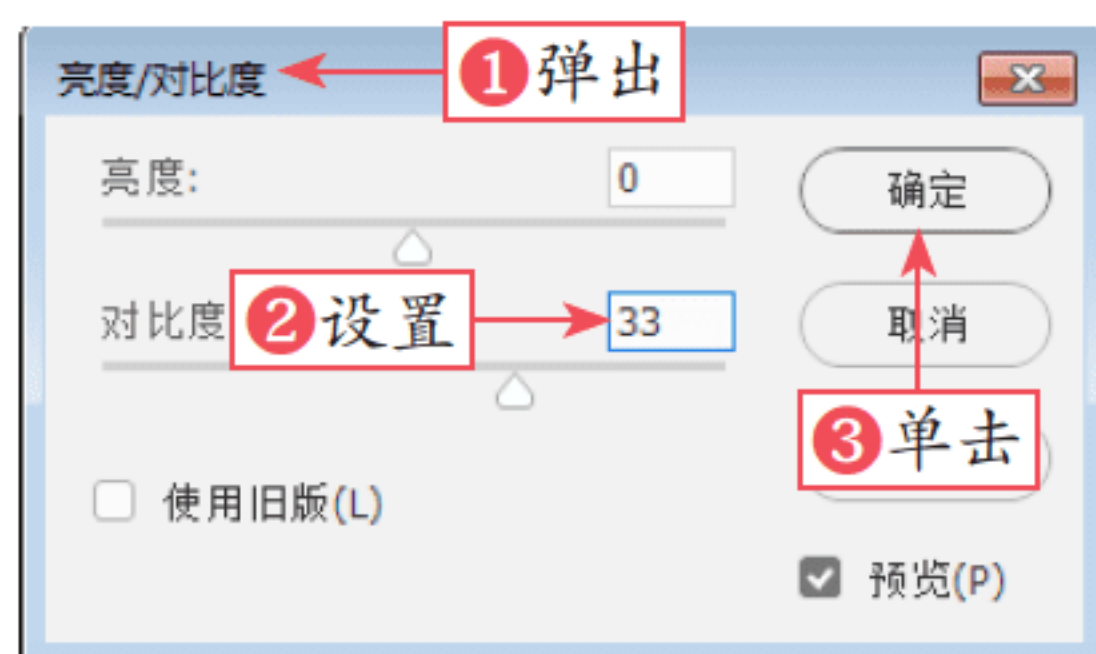 亮度/对比度
❶弹出
亮度:
0
确定
对比度
❷设置
33
取消
❸单击
使用旧版(L)
预览(P)